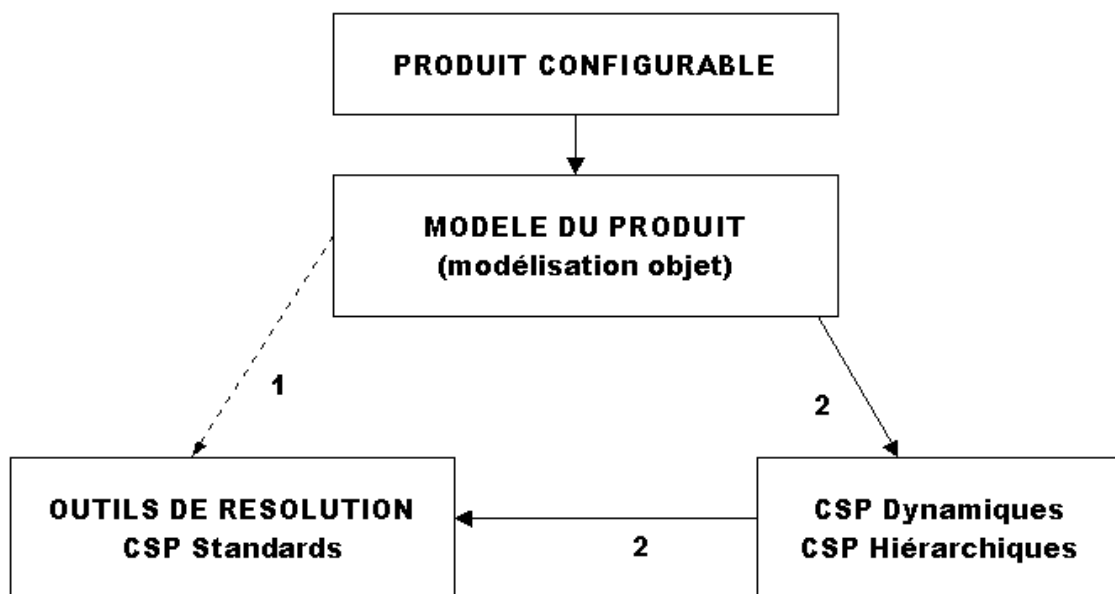 PRODUIT CONFIGURABLE
MODELE DU PRODUIT
(modélisation objet)
1
2
OUTILS DE RESOLUTION
CSP Standards
2
CSP Dynamiques
CSP Hiérarchiques